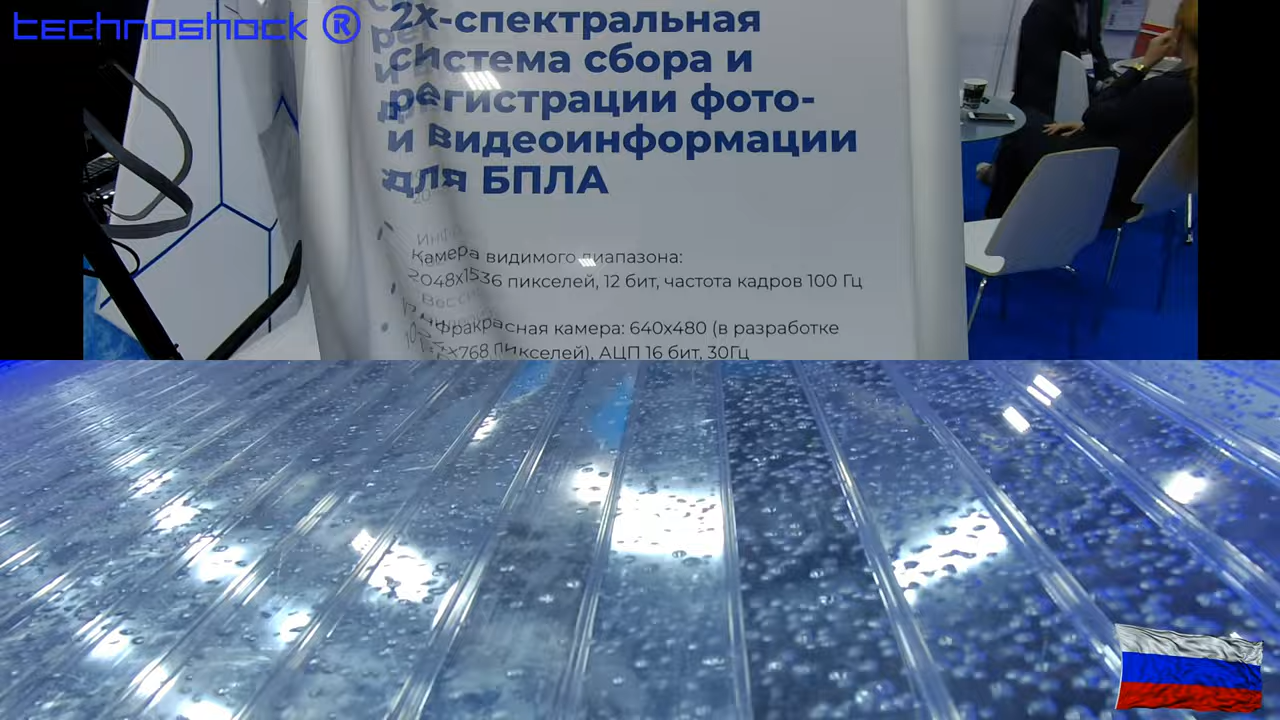 technoshock ®
2х-спектральная
система сбора и
регистрации фото-
и видеоинформации
для БПЛА
Камера видимого диапазона:
2048x1536 пикселей, 12 бит, частота кадров 100 Гц
Инфракрасная камера: 640x480 (в разработке
пикселей), АЦП 16 бит, 30Гц